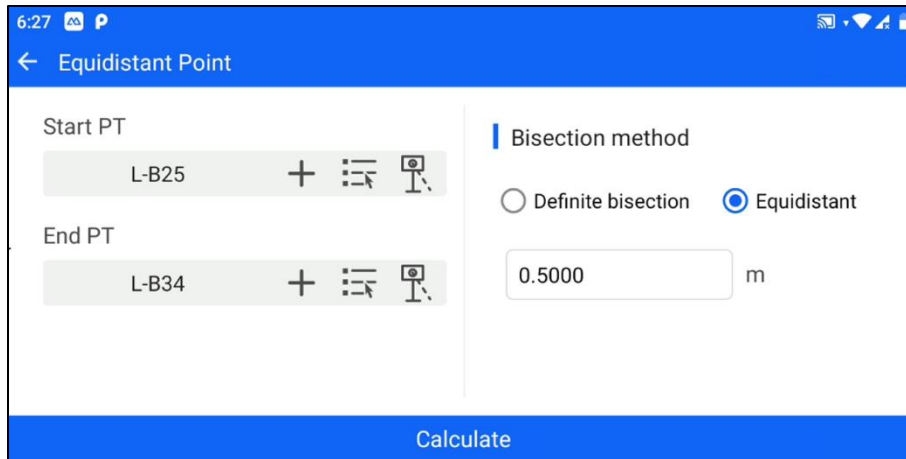 6:27
Equidistant Point
Start PT
L-B25
End PT
L-B34
Bisection method
Definite bisection Equidistant
0.5000 m
Calculate